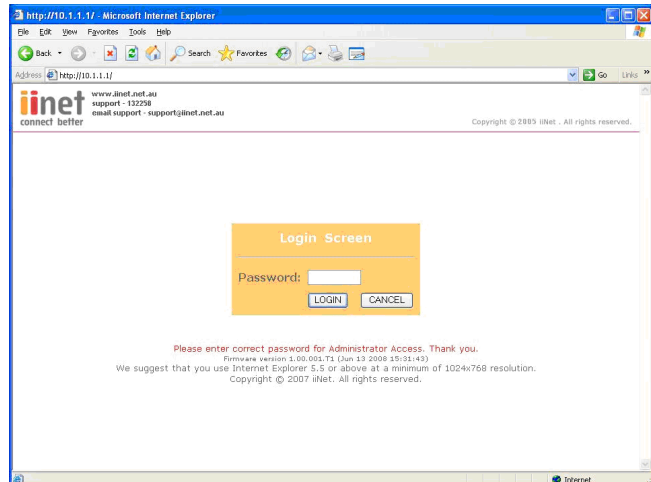 http://10.1.1.1/ - Microsoft Internet Explorer
File Edit View Favorites Tools Help
Back Search Favorites
Address http://10.1.1.1/ Go Links »
iinet
connect better
www.iinet.net.au
support - 132258
email support - support@iinet.net.au
Copyright © 2005 iiNet . All rights reserved.
Login Screen
Password:
LOGIN CANCEL
Please enter correct password for Administrator Access. Thank you.
Firmware version 1.00.001.T1 (Jun 13 2008 15:31:43)
We suggest that you use Internet Explorer 5.5 or above at a minimum of 1024x768 resolution.
Copyright © 2007 iiNet. All rights reserved.
Internet